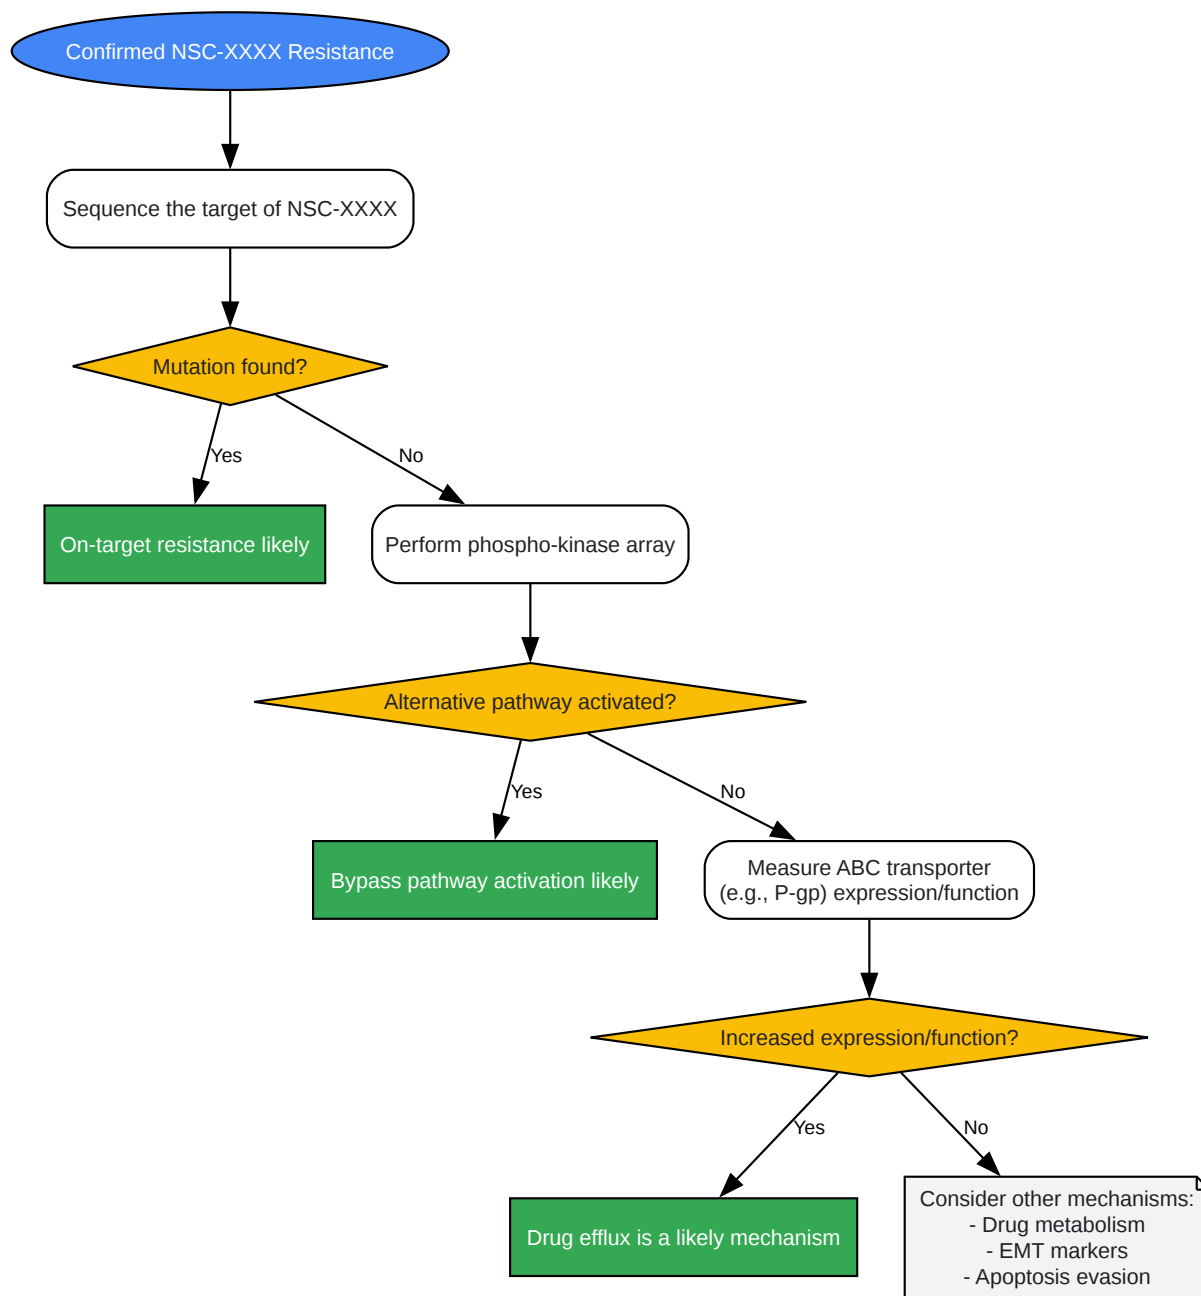 Confirmed NSC-XXXX Resistance
Sequence the target of NSC-XXXX
Mutation found?
Yes
No
On-target resistance likely
Perform phospho-kinase array
Alternative pathway activated?
Yes
No
Bypass pathway activation likely
Measure ABC transporter
(e.g., P-gp) expression/function
Increased expression/function?
Yes
No
Drug efflux is a likely mechanism
Consider other mechanisms:
- Drug metabolism
- EMT markers
- Apoptosis evasion